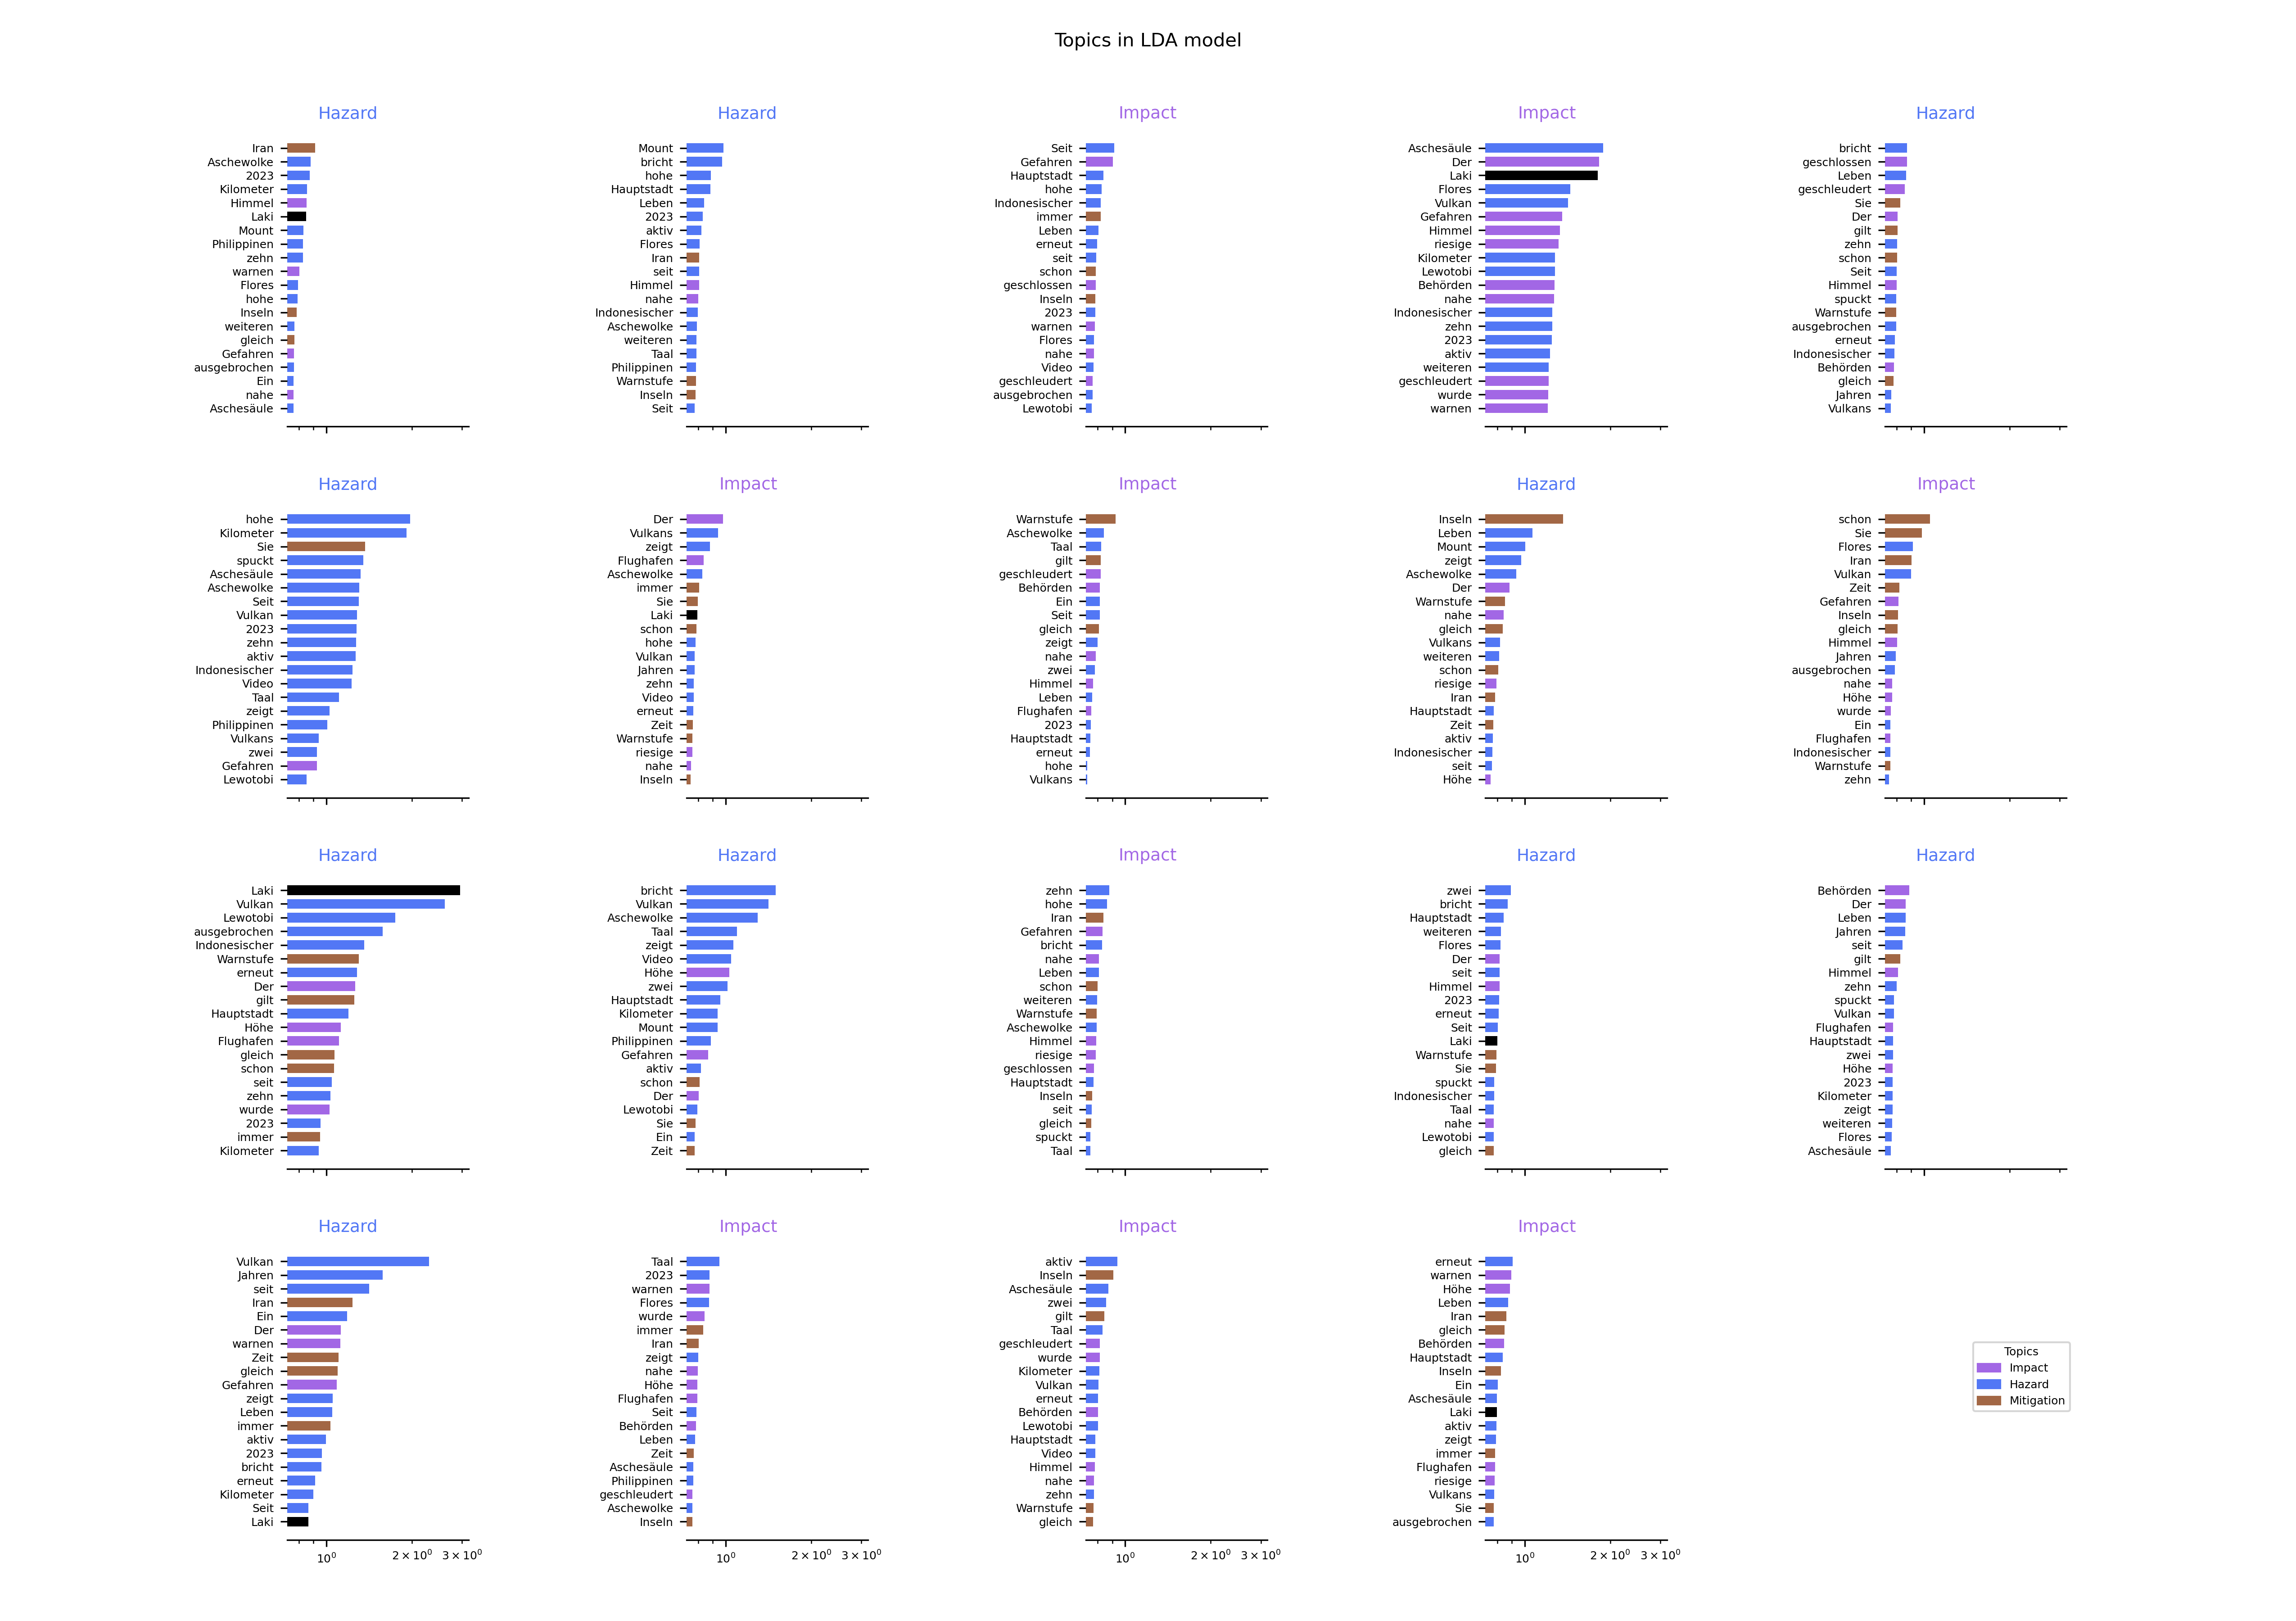 Topics in LDA model
Hazard
Iran
Aschewolke
2023
Kilometer
Himmel
Laki
Mount
Philippinen
zehn
warnen
Flores
hohe
Inseln
weiteren
gleich
Gefahren
ausgebrochen
Ein
nahe
Aschesäule
Hazard
Mount
bricht
hohe
Hauptstadt
Leben
2023
aktiv
Flores
Iran
seit
Himmel
nahe
Indonesischer
Aschewolke
weiteren
Taal
Philippinen
Warnstufe
Inseln
Seit
Impact
Seit
Gefahren
Hauptstadt
hohe
Indonesischer
immer
Leben
erneut
seit
schon
geschlossen
Inseln
2023
warnen
Flores
nahe
Video
geschleudert
ausgebrochen
Lewotobi
Impact
Aschesäule
Der
Laki
Flores
Vulkan
Gefahren
Himmel
riesige
Kilometer
Lewotobi
Behörden
nahe
Indonesischer
zehn
2023
aktiv
weiteren
geschleudert
wurde
warnen
Hazard
bricht
geschlossen
Leben
geschleudert
Sie
Der
gilt
zehn
schon
Seit
Himmel
spuckt
Warnstufe
ausgebrochen
erneut
Indonesischer
Behörden
gleich
Jahren
Vulkans
Hazard
hohe
Kilometer
Sie
spuckt
Aschesäule
Aschewolke
Seit
Vulkan
2023
zehn
aktiv
Indonesischer
Video
Taal
zeigt
Philippinen
Vulkans
zwei
Gefahren
Lewotobi
Impact
Der
Vulkans
zeigt
Flughafen
Aschewolke
immer
Sie
Laki
schon
hohe
Vulkan
Jahren
zehn
Video
erneut
Zeit
Warnstufe
riesige
nahe
Inseln
Impact
Warnstufe
Aschewolke
Taal
gilt
geschleudert
Behörden
Ein
Seit
gleich
zeigt
nahe
zwei
Himmel
Leben
Flughafen
2023
Hauptstadt
erneut
hohe
Vulkans
Hazard
Inseln
Leben
Mount
zeigt
Aschewolke
Der
Warnstufe
nahe
gleich
Vulkans
weiteren
schon
riesige
Iran
Hauptstadt
Zeit
aktiv
Indonesischer
seit
Höhe
Impact
schon
Sie
Flores
Iran
Vulkan
Zeit
Gefahren
Inseln
gleich
Himmel
Jahren
ausgebrochen
nahe
Höhe
wurde
Ein
Flughafen
Indonesischer
Warnstufe
zehn
Hazard
Laki
Vulkan
Lewotobi
ausgebrochen
Indonesischer
Warnstufe
erneut
Der
gilt
Hauptstadt
Höhe
Flughafen
gleich
schon
seit
zehn
wurde
2023
immer
Kilometer
Hazard
bricht
Vulkan
Aschewolke
Taal
zeigt
Video
Höhe
zwei
Hauptstadt
Kilometer
Mount
Philippinen
Gefahren
aktiv
schon
Der
Lewotobi
Sie
Ein
Zeit
Impact
zehn
hohe
Iran
Gefahren
bricht
nahe
Leben
schon
weiteren
Warnstufe
Aschewolke
Himmel
riesige
geschlossen
Hauptstadt
Inseln
seit
gleich
spuckt
Taal
Hazard
zwei
bricht
Hauptstadt
weiteren
Flores
Der
seit
Himmel
2023
erneut
Seit
Laki
Warnstufe
Sie
spuckt
Indonesischer
Taal
nahe
Lewotobi
gleich
Hazard
Behörden
Der
Leben
Jahren
seit
gilt
Himmel
zehn
spuckt
Vulkan
Flughafen
Hauptstadt
zwei
Höhe
2023
Kilometer
zeigt
weiteren
Flores
Aschesäule
Hazard
Vulkan
Jahren
seit
Iran
Ein
Der
warnen
Zeit
gleich
Gefahren
zeigt
Leben
immer
aktiv
2023
bricht
erneut
Kilometer
Seit
Laki
10⁰ 2 × 10⁰ 3 × 10⁰
Impact
Taal
2023
warnen
Flores
wurde
immer
Iran
zeigt
nahe
Höhe
Flughafen
Seit
Behörden
Leben
Zeit
Aschesäule
Philippinen
geschleudert
Aschewolke
Inseln
10⁰ 2 × 10⁰ 3 × 10⁰
Impact
aktiv
Inseln
Aschesäule
zwei
gilt
Taal
geschleudert
wurde
Kilometer
Vulkan
erneut
Behörden
Lewotobi
Hauptstadt
Video
Himmel
nahe
zehn
Warnstufe
gleich
10⁰ 2 × 10⁰ 3 × 10⁰
Impact
erneut
warnen
Höhe
Leben
Iran
gleich
Behörden
Hauptstadt
Inseln
Ein
Aschesäule
Laki
aktiv
zeigt
immer
Flughafen
riesige
Vulkans
Sie
ausgebrochen
10⁰ 2 × 10⁰ 3 × 10⁰
Topics
Impact
Hazard
Mitigation